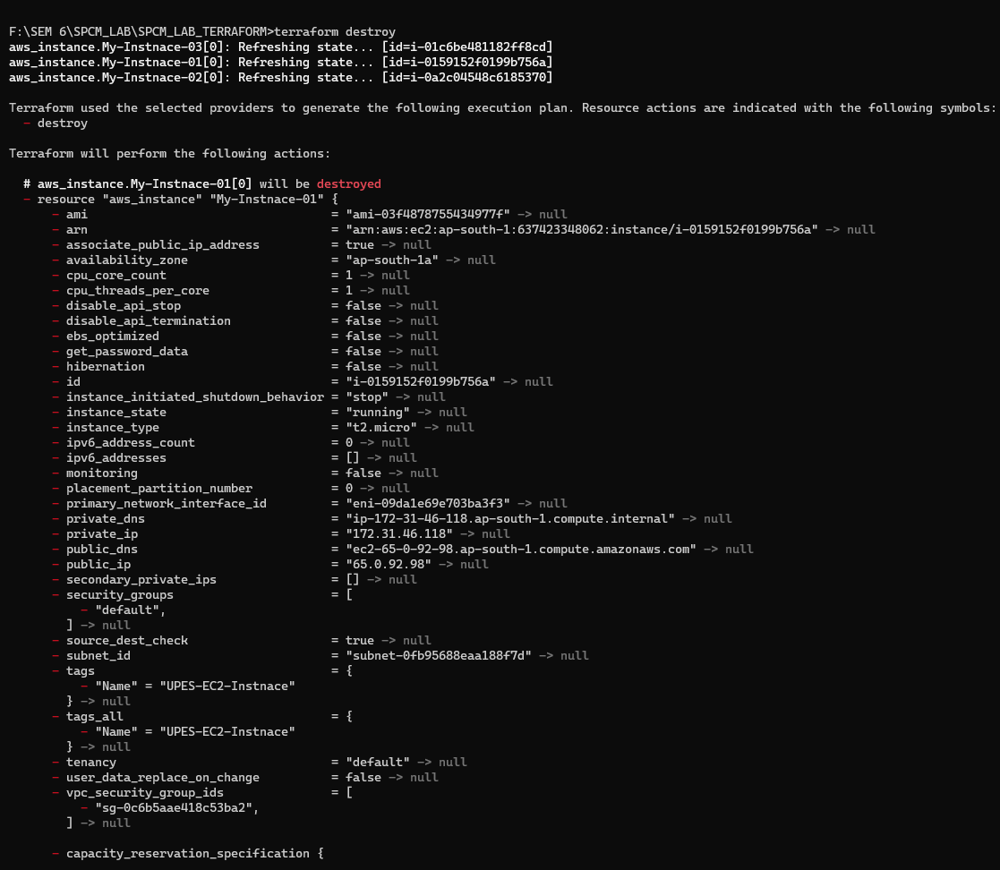 F:\SEM 6\SPCM_LAB\SPCM_LAB_TERRAFORM>terraform destroy
aws_instance.My-Instnace-03[0]: Refreshing state... [id=i-01c6be481182ff8cd]
aws_instance.My-Instnace-01[0]: Refreshing state... [id=i-0159152f0199b756a]
aws_instance.My-Instnace-02[0]: Refreshing state... [id=i-0a2c04548c6185370]

Terraform used the selected providers to generate the following execution plan. Resource actions are indicated with the following symbols:
  - destroy

Terraform will perform the following actions:

  # aws_instance.My-Instnace-01[0] will be destroyed
  - resource "aws_instance" "My-Instnace-01" {
      - ami                                  = "ami-03f4878755434977f" -> null
      - arn                                  = "arn:aws:ec2:ap-south-1:637423348062:instance/i-0159152f0199b756a" -> null
      - associate_public_ip_address          = true -> null
      - availability_zone                    = "ap-south-1a" -> null
      - cpu_core_count                       = 1 -> null
      - cpu_threads_per_core                 = 1 -> null
      - disable_api_stop                     = false -> null
      - disable_api_termination              = false -> null
      - ebs_optimized                        = false -> null
      - get_password_data                    = false -> null
      - hibernation                          = false -> null
      - id                                   = "i-0159152f0199b756a" -> null
      - instance_initiated_shutdown_behavior = "stop" -> null
      - instance_state                       = "running" -> null
      - instance_type                        = "t2.micro" -> null
      - ipv6_address_count                   = 0 -> null
      - ipv6_addresses                       = [] -> null
      - monitoring                           = false -> null
      - placement_partition_number           = 0 -> null
      - primary_network_interface_id         = "eni-09da1e69e703ba3f3" -> null
      - private_dns                          = "ip-172-31-46-118.ap-south-1.compute.internal" -> null
      - private_ip                           = "172.31.46.118" -> null
      - public_dns                           = "ec2-65-0-92-98.ap-south-1.compute.amazonaws.com" -> null
      - public_ip                            = "65.0.92.98" -> null
      - secondary_private_ips                = [] -> null
      - security_groups                      = [
          - "default",
        ] -> null
      - source_dest_check                    = true -> null
      - subnet_id                            = "subnet-0fb95688eaa188f7d" -> null
      - tags                                 = {
          - "Name" = "UPES-EC2-Instnace"
        } -> null
      - tags_all                             = {
          - "Name" = "UPES-EC2-Instnace"
        } -> null
      - tenancy                              = "default" -> null
      - user_data_replace_on_change          = false -> null
      - vpc_security_group_ids               = [
          - "sg-0c6b5aae418c53ba2",
        ] -> null

      - capacity_reservation_specification {